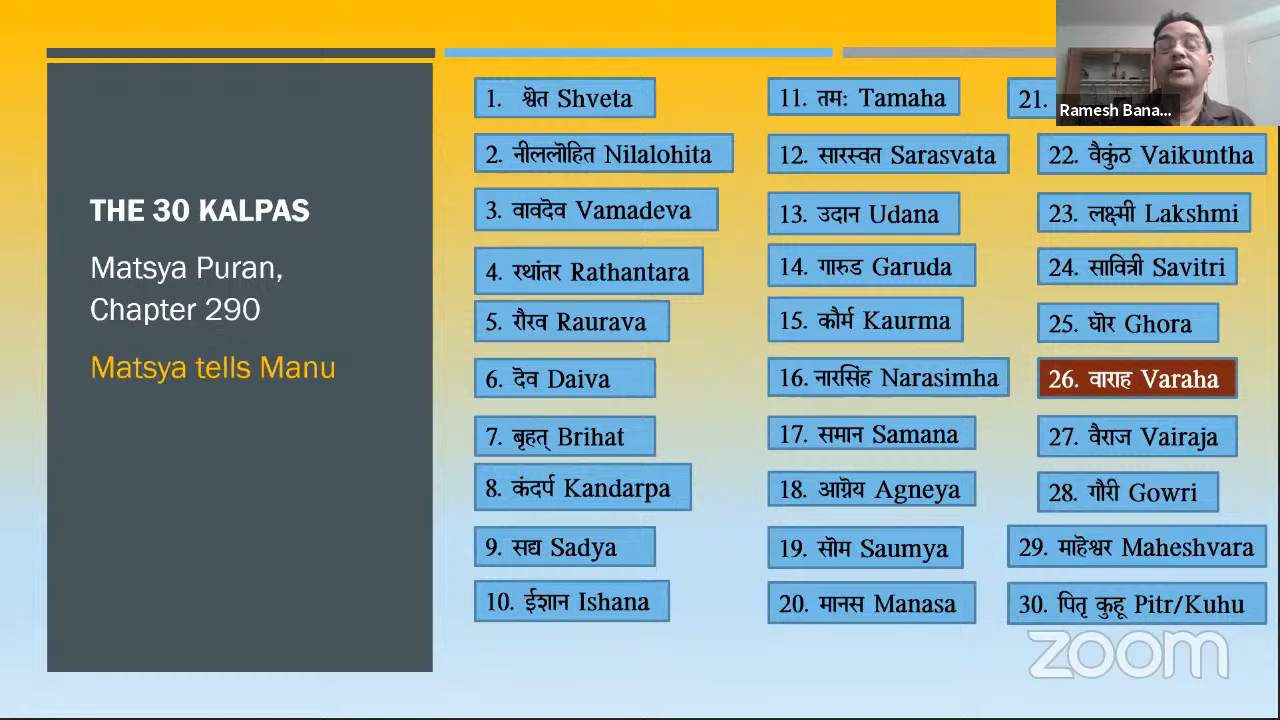 THE 30 KALPAS
Matsya Puran,
Chapter 290
Matsya tells Manu
1. श्वॆत Shveta
2. नीललॊहित Nilalohita
3. वावदॆव Vamadeva
4. रथांतर Rathantara
5. रौरव Raurava
6. दॆव Daiva
7. बृहत् Brihat
8. कंदर्प Kandarpa
9. सद्य Sadya
10. ईशान Ishana
11. तमः Tamaha
12. सारस्वत Sarasvata
13. उदान Udana
14. गारुड Garuda
15. कौर्म Kaurma
16. नारसिंह Narasimha
17. समान Samana
18. आग्नॆय Agneya
19. सॊम Saumya
20. मानस Manasa
21.
22. वैकुंठ Vaikuntha
23. लक्ष्मी Lakshmi
24. सावित्री Savitri
25. घॊर Ghora
26. वाराह Varaha
27. वैराज Vairaja
28. गौरी Gowri
29. माहॆश्वर Maheshvara
30. पितृ कुहू Pitr/Kuhu
Ramesh Bana...
zoom